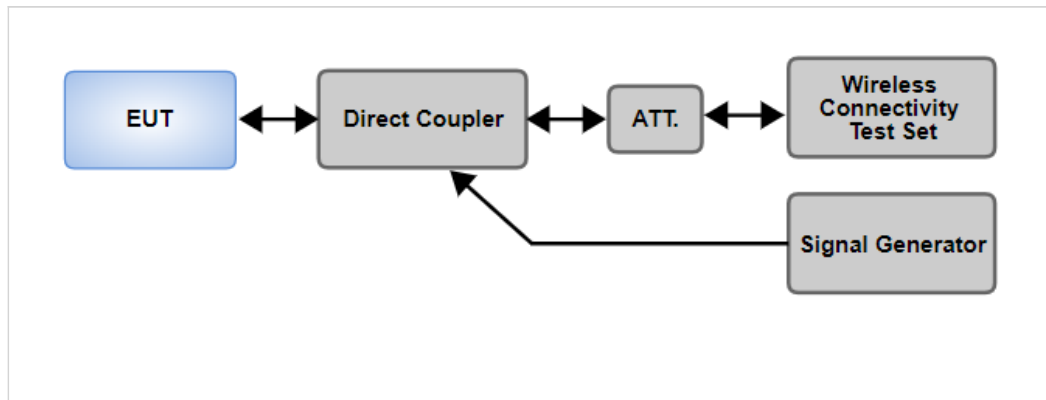 EUT
Direct Coupler
ATT.
Wireless
Connectivity
Test Set
Signal Generator